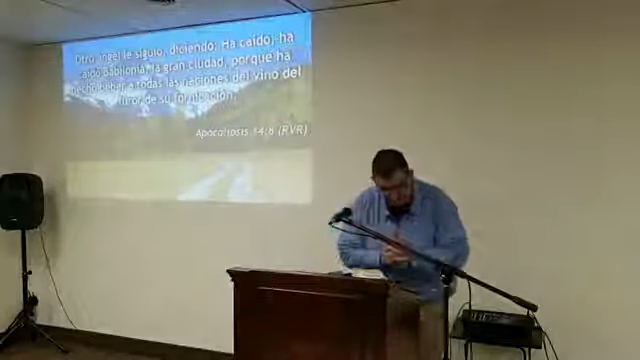 Otro ángel le siguió, diciendo: Ha caído, ha
caído Babilonia, la gran ciudad, porque ha
hecho beber a todas las naciones del vino del
furor de su fornicación.
Apocalipsis 14:8 (RVR)